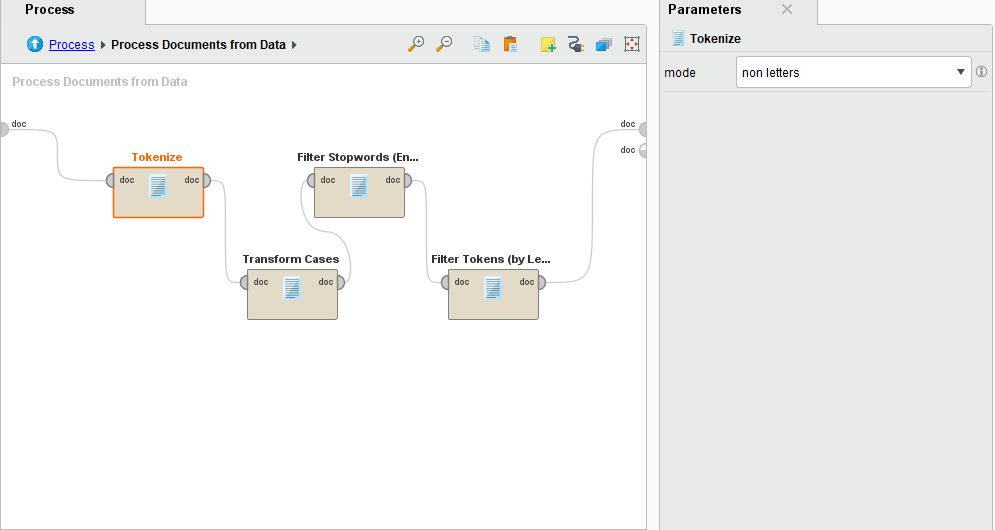 Process
Process Documents from Data
Process Documents from Data
doc
Tokenize
doc doc
Transform Cases
doc doc
Filter Stopwords (En...
doc doc
Filter Tokens (by Le...
doc doc
doc
doc
Parameters
Tokenize
mode non letters